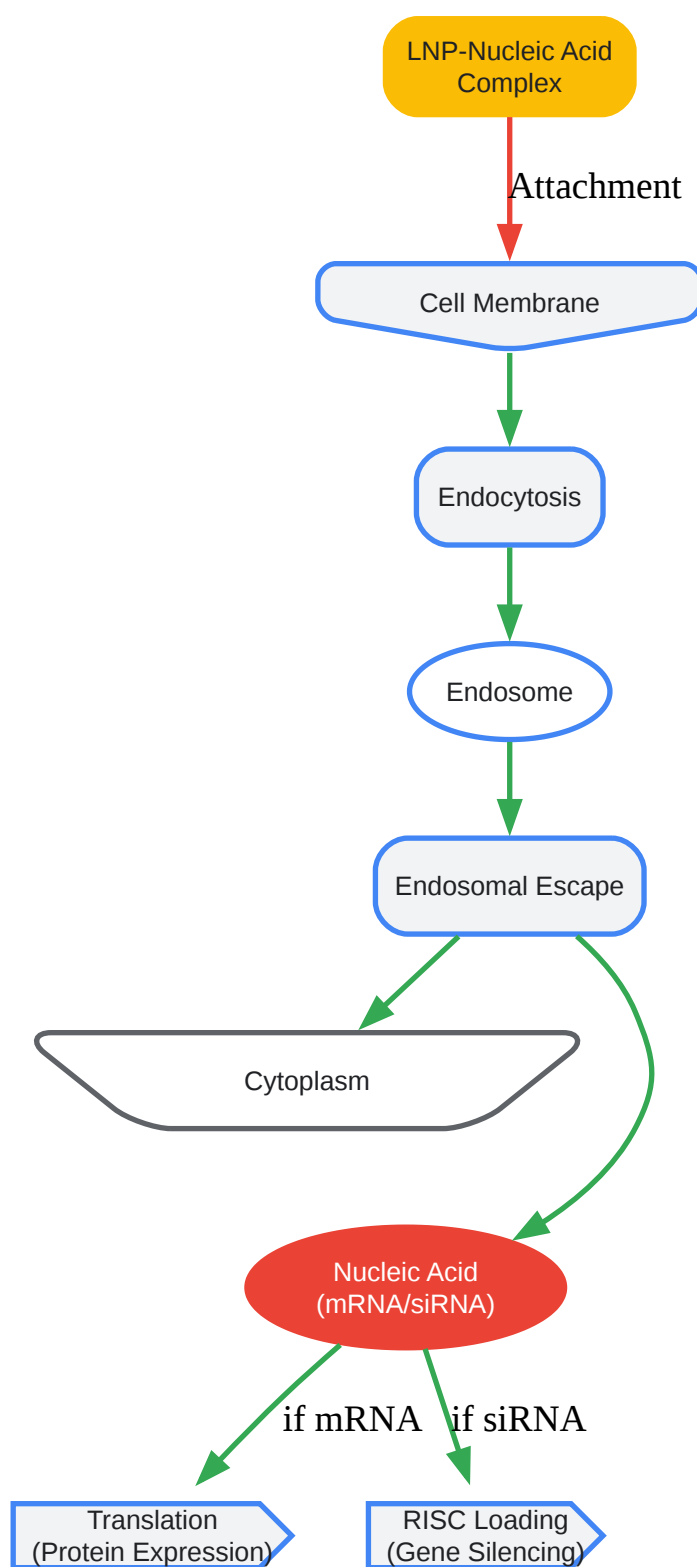 LNP-Nucleic Acid
Complex
Attachment
Cell Membrane
Endocytosis
Endosome
Endosomal Escape
Cytoplasm
Nucleic Acid
(mRNA/siRNA)
if mRNA
if siRNA
Translation
(Protein Expression)
RISC Loading
(Gene Silencing)